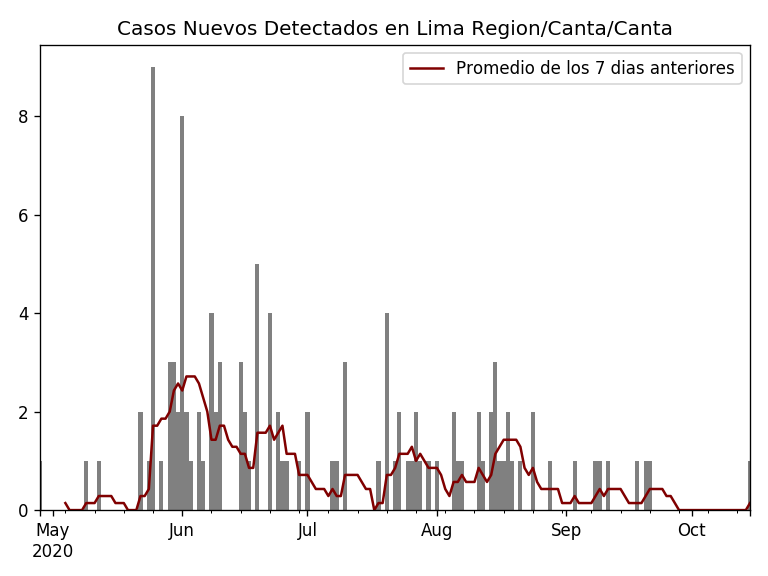 Casos Nuevos Detectados en Lima Region/Canta/Canta
Promedio de los 7 dias anteriores
8
6
4
2
0
May Jun Jul Aug Sep Oct
2020